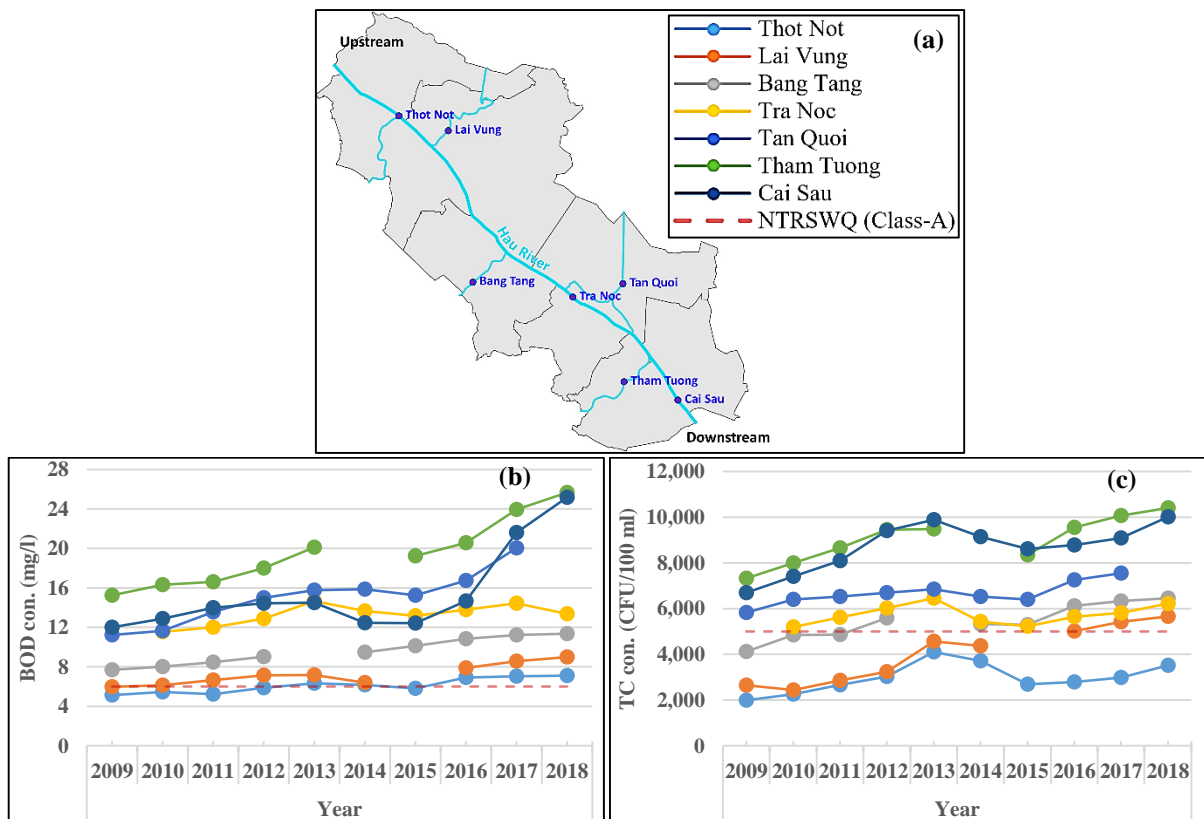 (a)
Upstream
Thot Not
Lai Vung
Hau River
Bang Tang
Tra Noc
Tan Quoi
Tham Tuong
Cai Sau
Downstream
Thot Not
Lai Vung
Bang Tang
Tra Noc
Tan Quoi
Tham Tuong
Cai Sau
NTRSWQ (Class-A)
(b)
BOD con. (mg/l)
28
24
20
16
12
8
4
0
2009 2010 2011 2012 2013 2014 2015 2016 2017 2018
Year
(c)
TC con. (CFU/100 ml)
12,000
10,000
8,000
6,000
4,000
2,000
0
2009 2010 2011 2012 2013 2014 2015 2016 2017 2018
Year